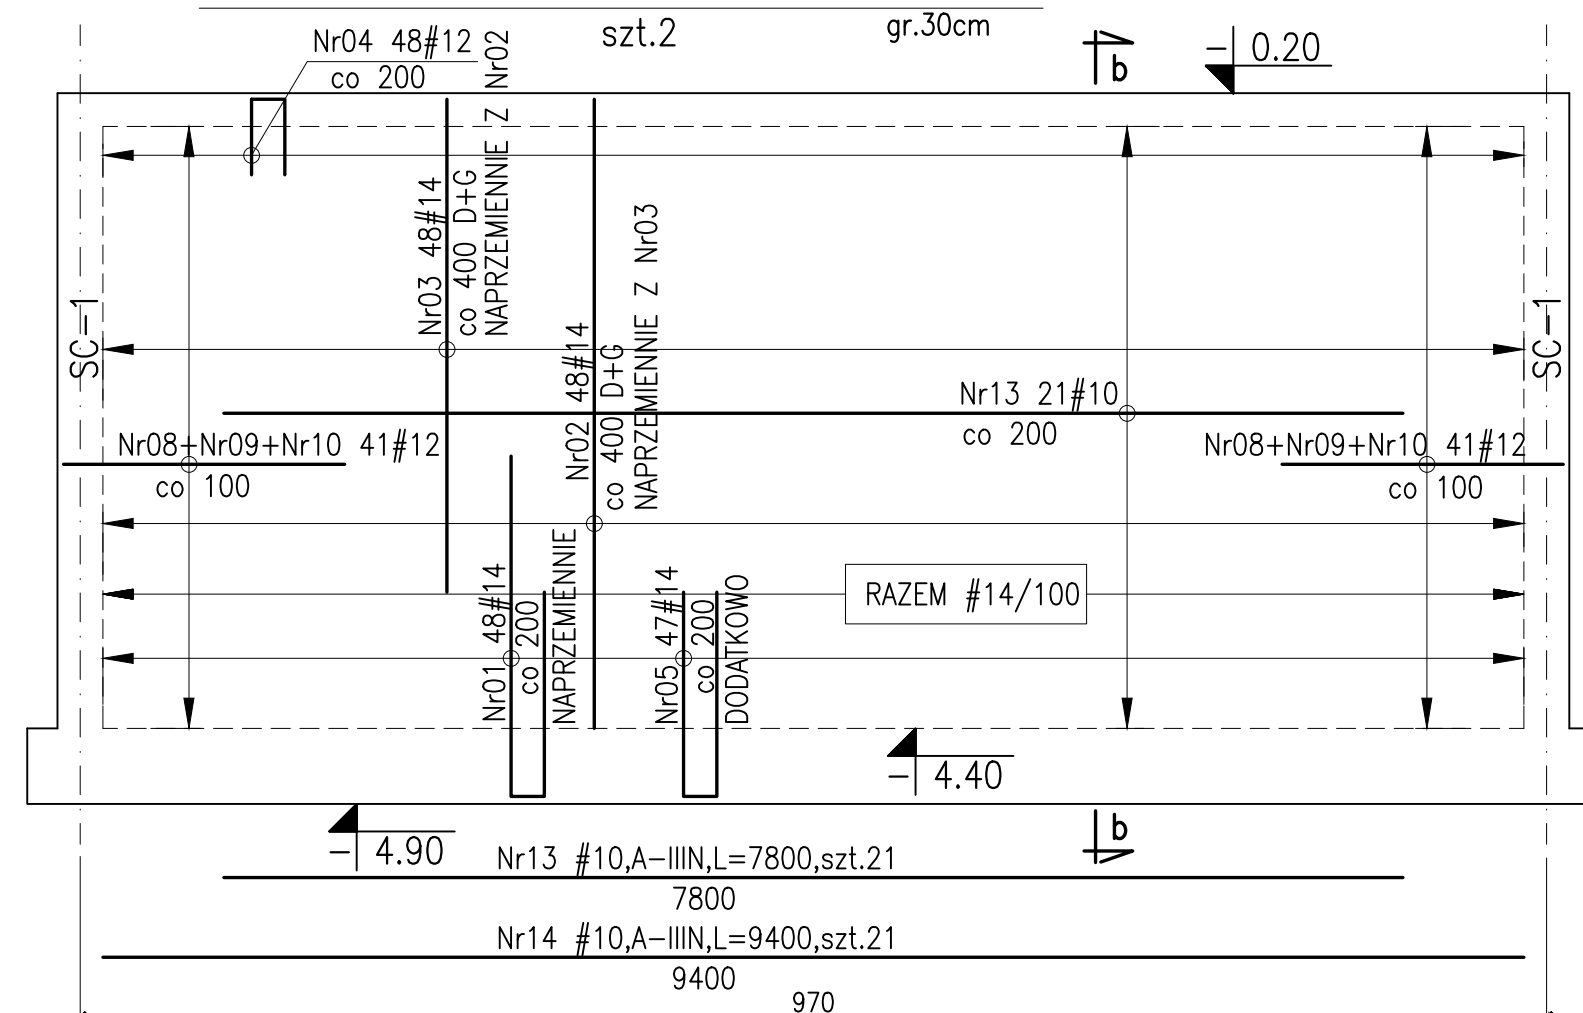 szt.2
gr.30cm
Nr04 48#12
co 200
b
- 0.20
Nr03 48#14
co 400 D+G
NAPRZEMIENNIE Z Nr02
Nr02 48#14
co 400 D+G
NAPRZEMIENNIE Z Nr03
SC-1
SC-1
Nr13 21#10
co 200
Nr08+Nr09+Nr10 41#12
co 100
Nr08+Nr09+Nr10 41#12
co 100
RAZEM #14/100
Nr01 48#14
co 200
NAPRZEMIENNIE
Nr05 47#14
co 200
DODATKOWO
- 4.40
- 4.90
b
Nr13 #10,A-IIIN,L=7800,szt.21
7800
Nr14 #10,A-IIIN,L=9400,szt.21
9400
970